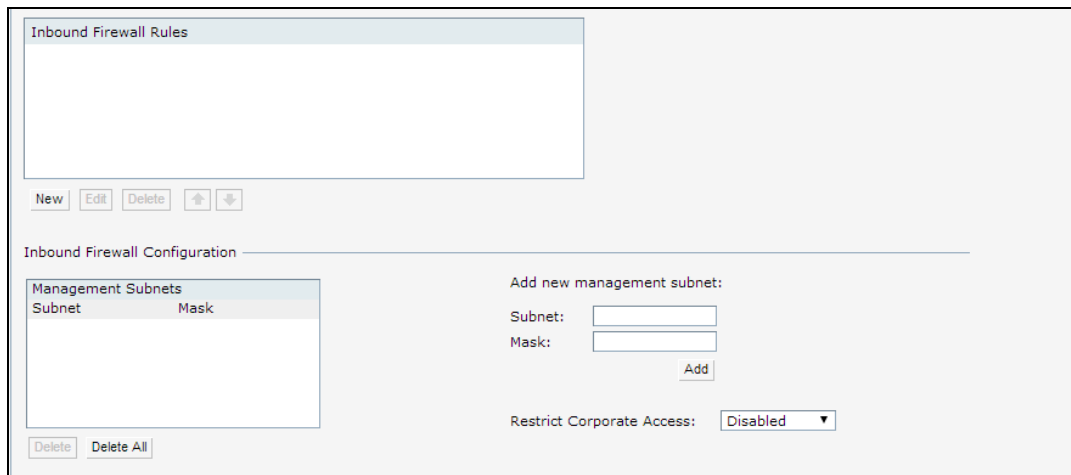 Inbound Firewall Rules
New Edit Delete
Inbound Firewall Configuration
Management Subnets
Subnet Mask
Delete Delete All
Add new management subnet:
Subnet:
Mask:
Add
Restrict Corporate Access: Disabled